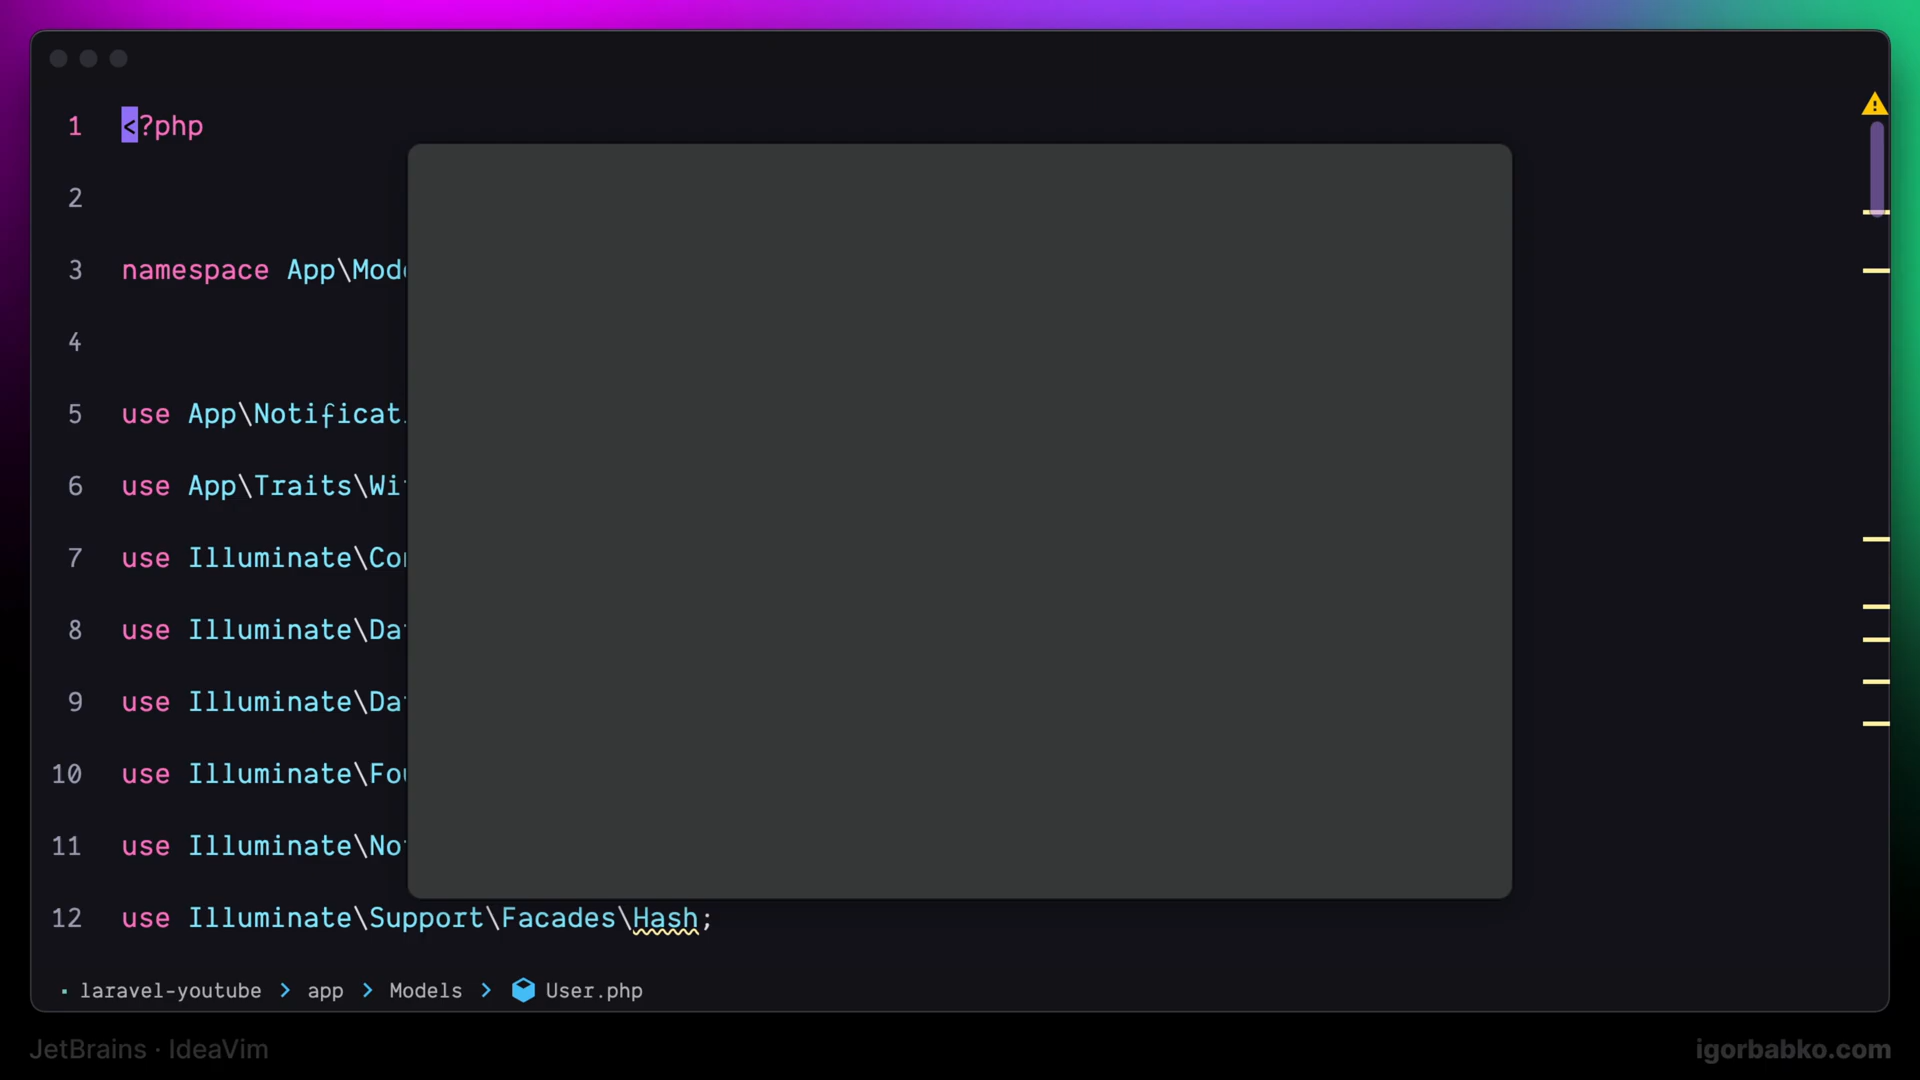 1 <?php
2
3 namespace App\Mod
4
5 use App\Notificat
6 use App\Traits\Wi
7 use Illuminate\Co
8 use Illuminate\Da
9 use Illuminate\Da
10 use Illuminate\Fo
11 use Illuminate\No
12 use Illuminate\Support\Facades\Hash;
laravel-youtube > app > Models > User.php
JetBrains · IdeaVim
igorbabko.com